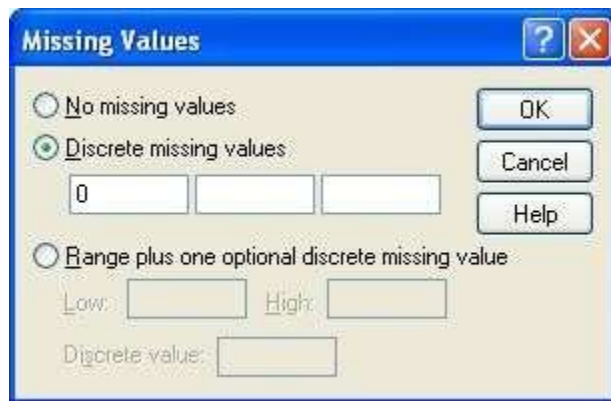 Missing Values
No missing values
OK
Discrete missing values
Cancel
0
Help
Range plus one optional discrete missing value
Low: High:
Discrete value: